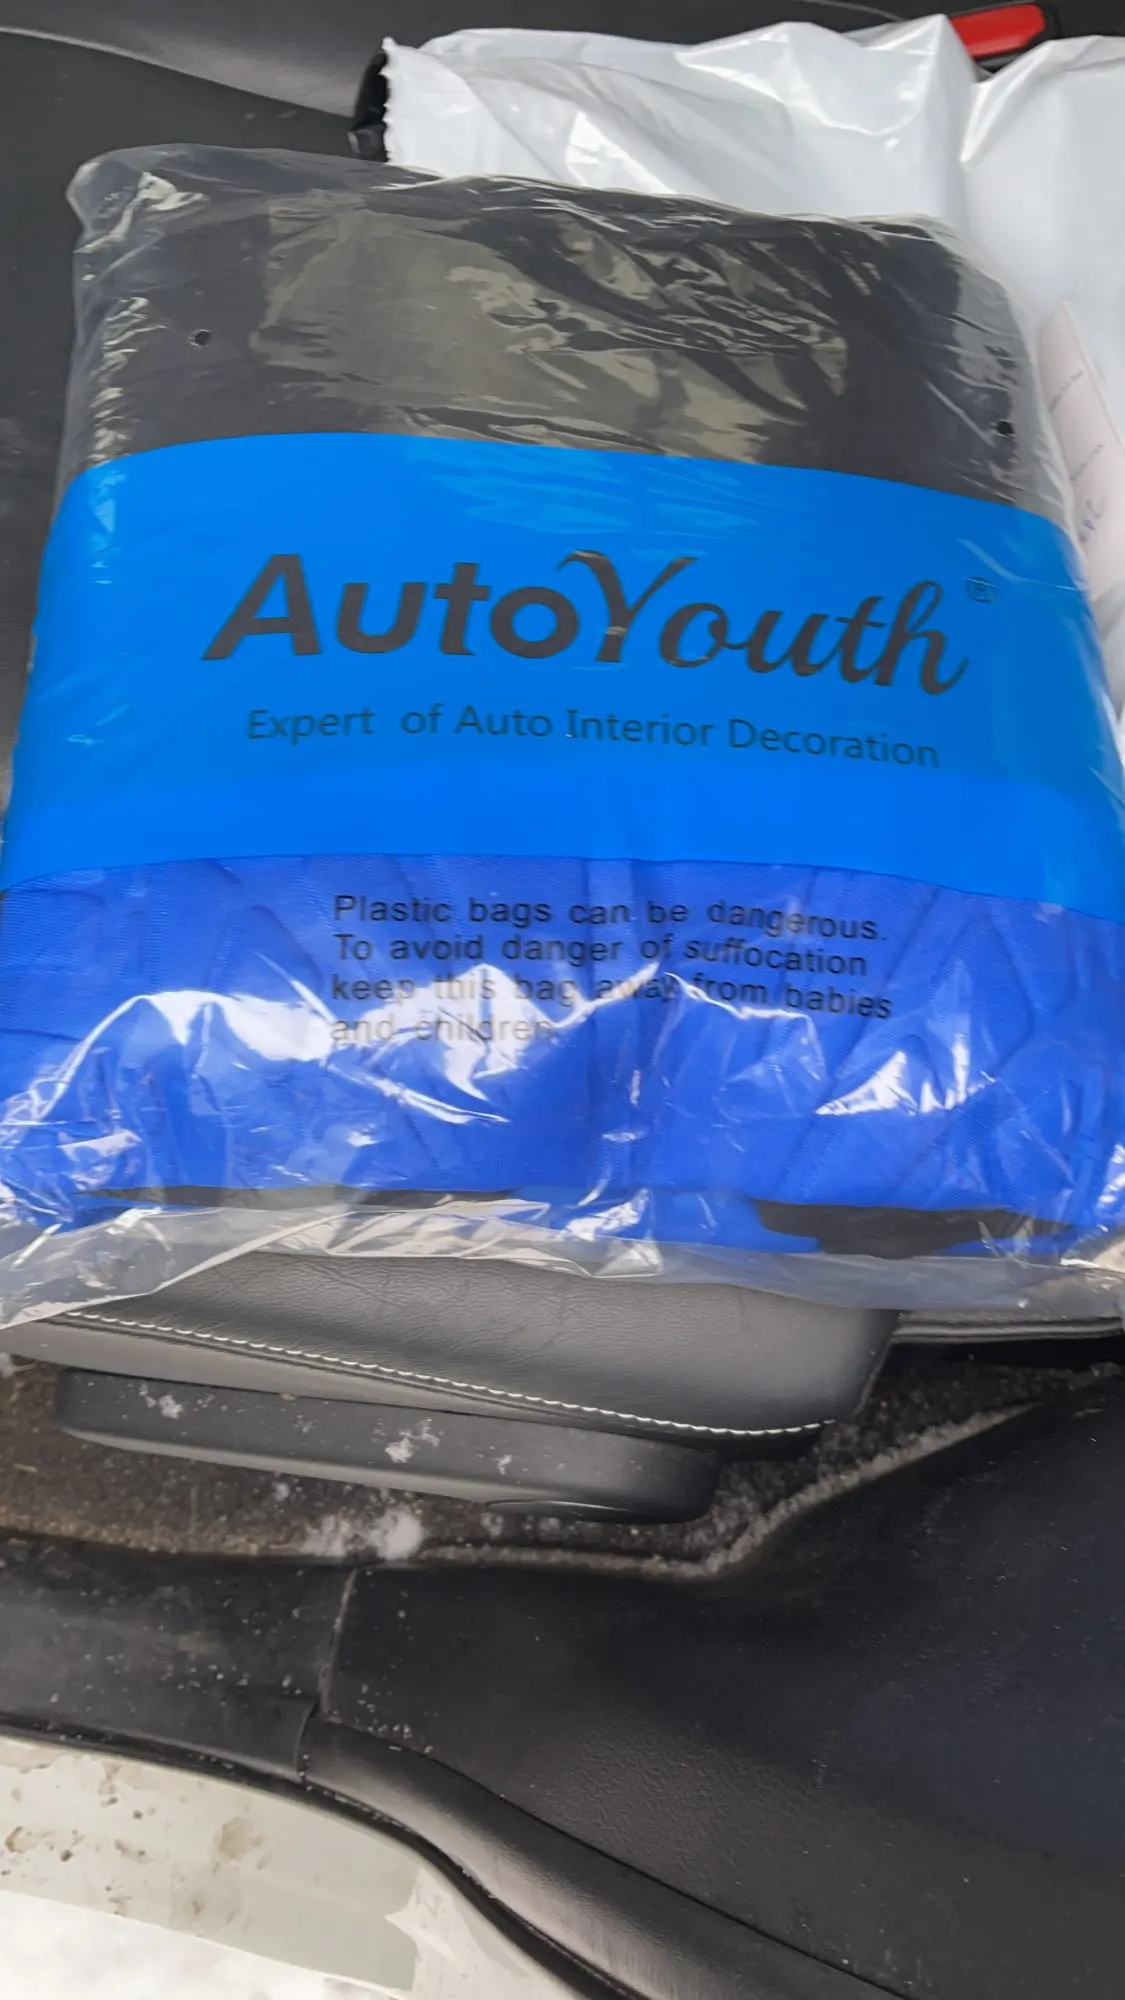 AutoYouth®
Expert of Auto Interior Decoration
Plastic bags can be dangerous.
To avoid danger of suffocation
keep this bag away from babies
and children.